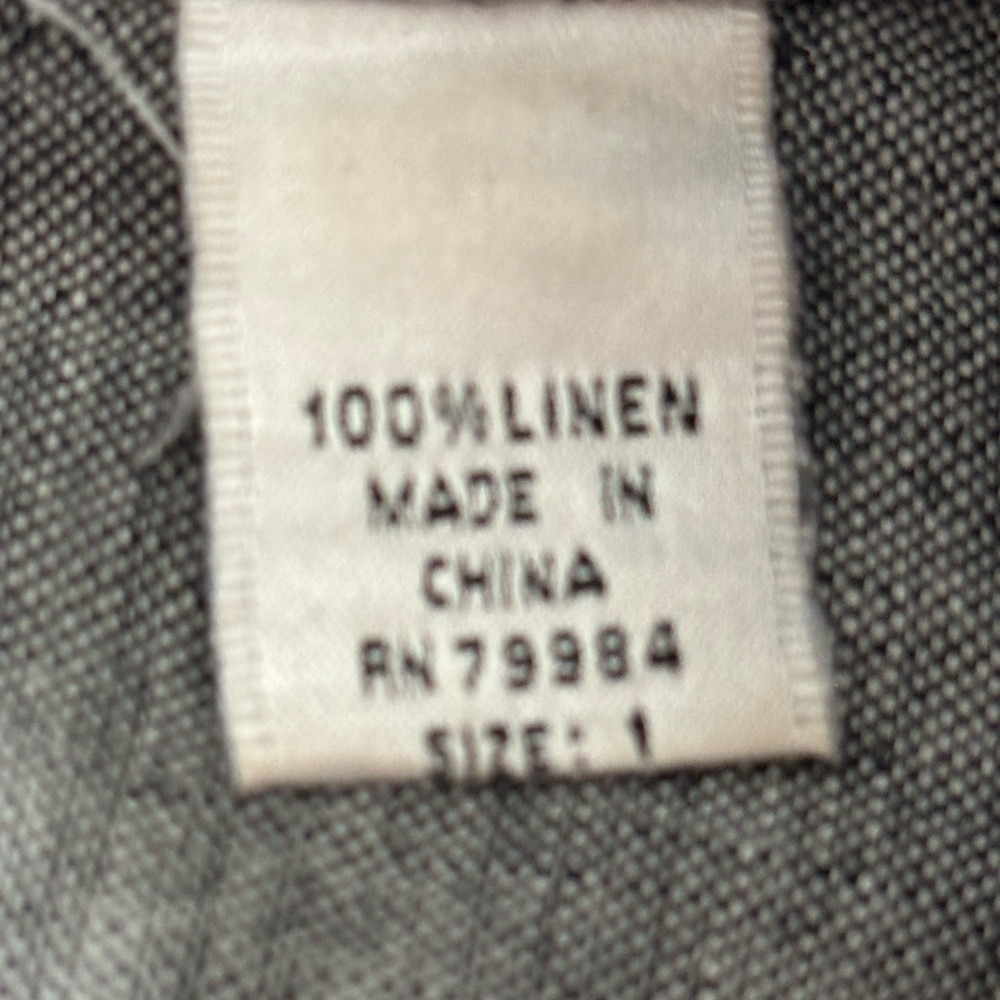 100% LINEN
MADE IN
CHINA
RN 79984
SIZE: 1